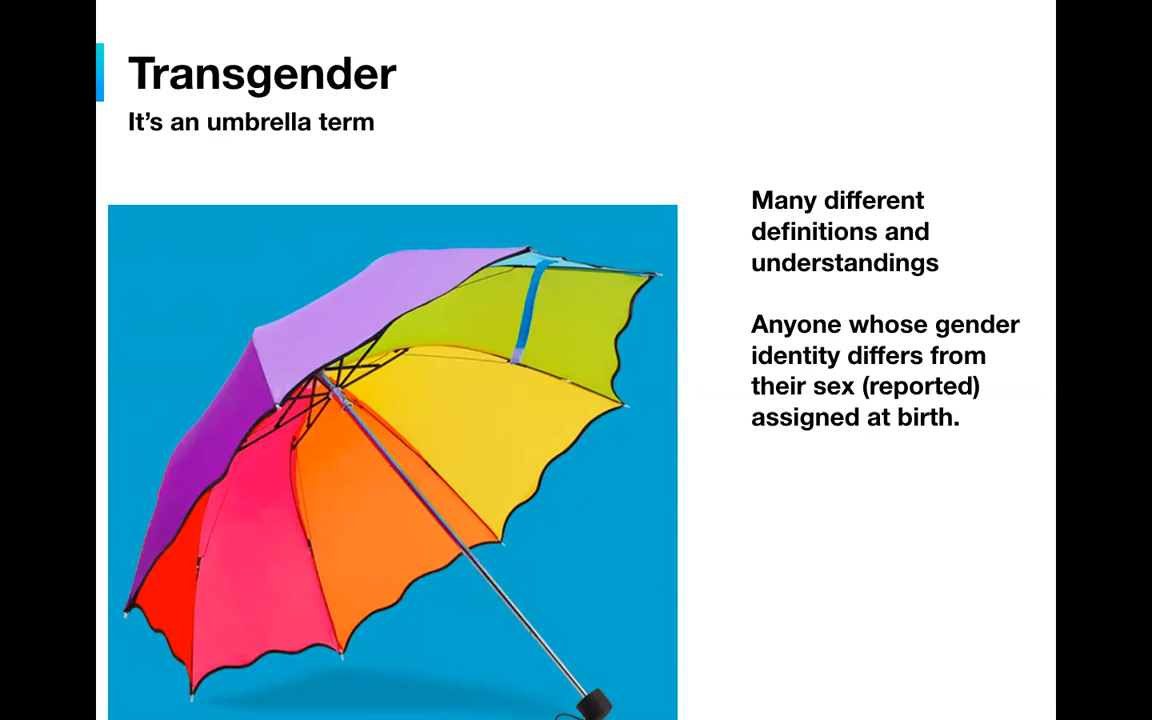 Transgender
It’s an umbrella term
Many different
definitions and
understandings
Anyone whose gender
identity differs from
their sex (reported)
assigned at birth.